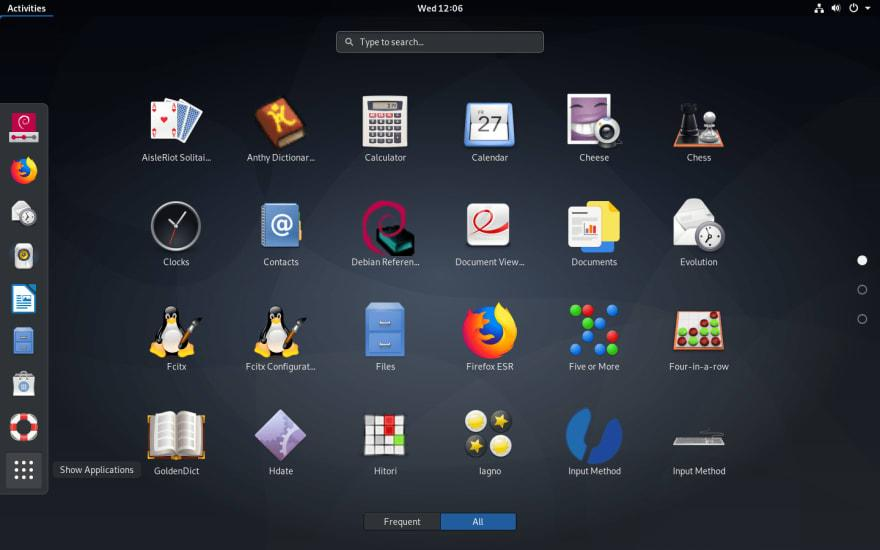 Activities
Wed 12:06
Type to search...
AisleRiot Solitai...
Anthy Dictionar...
Calculator
Calendar
Cheese
Chess
27
Clocks
Contacts
Debian Referen...
Document View...
Documents
Evolution
@
Fcitx
Fcitx Configurat...
Files
Firefox ESR
Five or More
Four-in-a-row
Show Applications
GoldenDict
Hdate
Hitori
Iagno
Input Method
Input Method
Frequent
All